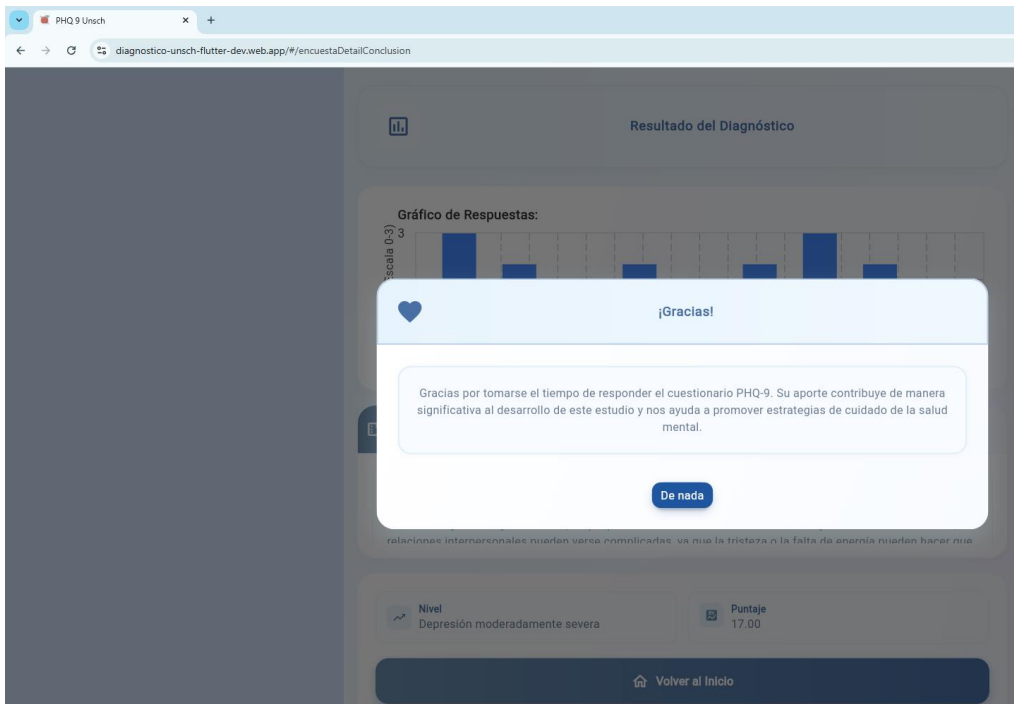 PHQ 9 Unsch
diagnostico-unsch-flutter-dev.web.app/#/encuestaDetailConclusion
Resultado del Diagnóstico
Gráfico de Respuestas:
3
scala 0-3)
¡Gracias!
Gracias por tomarse el tiempo de responder el cuestionario PHQ-9. Su aporte contribuye de manera
significativa al desarrollo de este estudio y nos ayuda a promover estrategias de cuidado de la salud
mental.
De nada
relaciones interpersonales pueden verse complicadas, ya que la tristeza o la falta de energía pueden hacer que
Nivel
Depresión moderadamente severa
Puntaje
17.00
Volver al Inicio